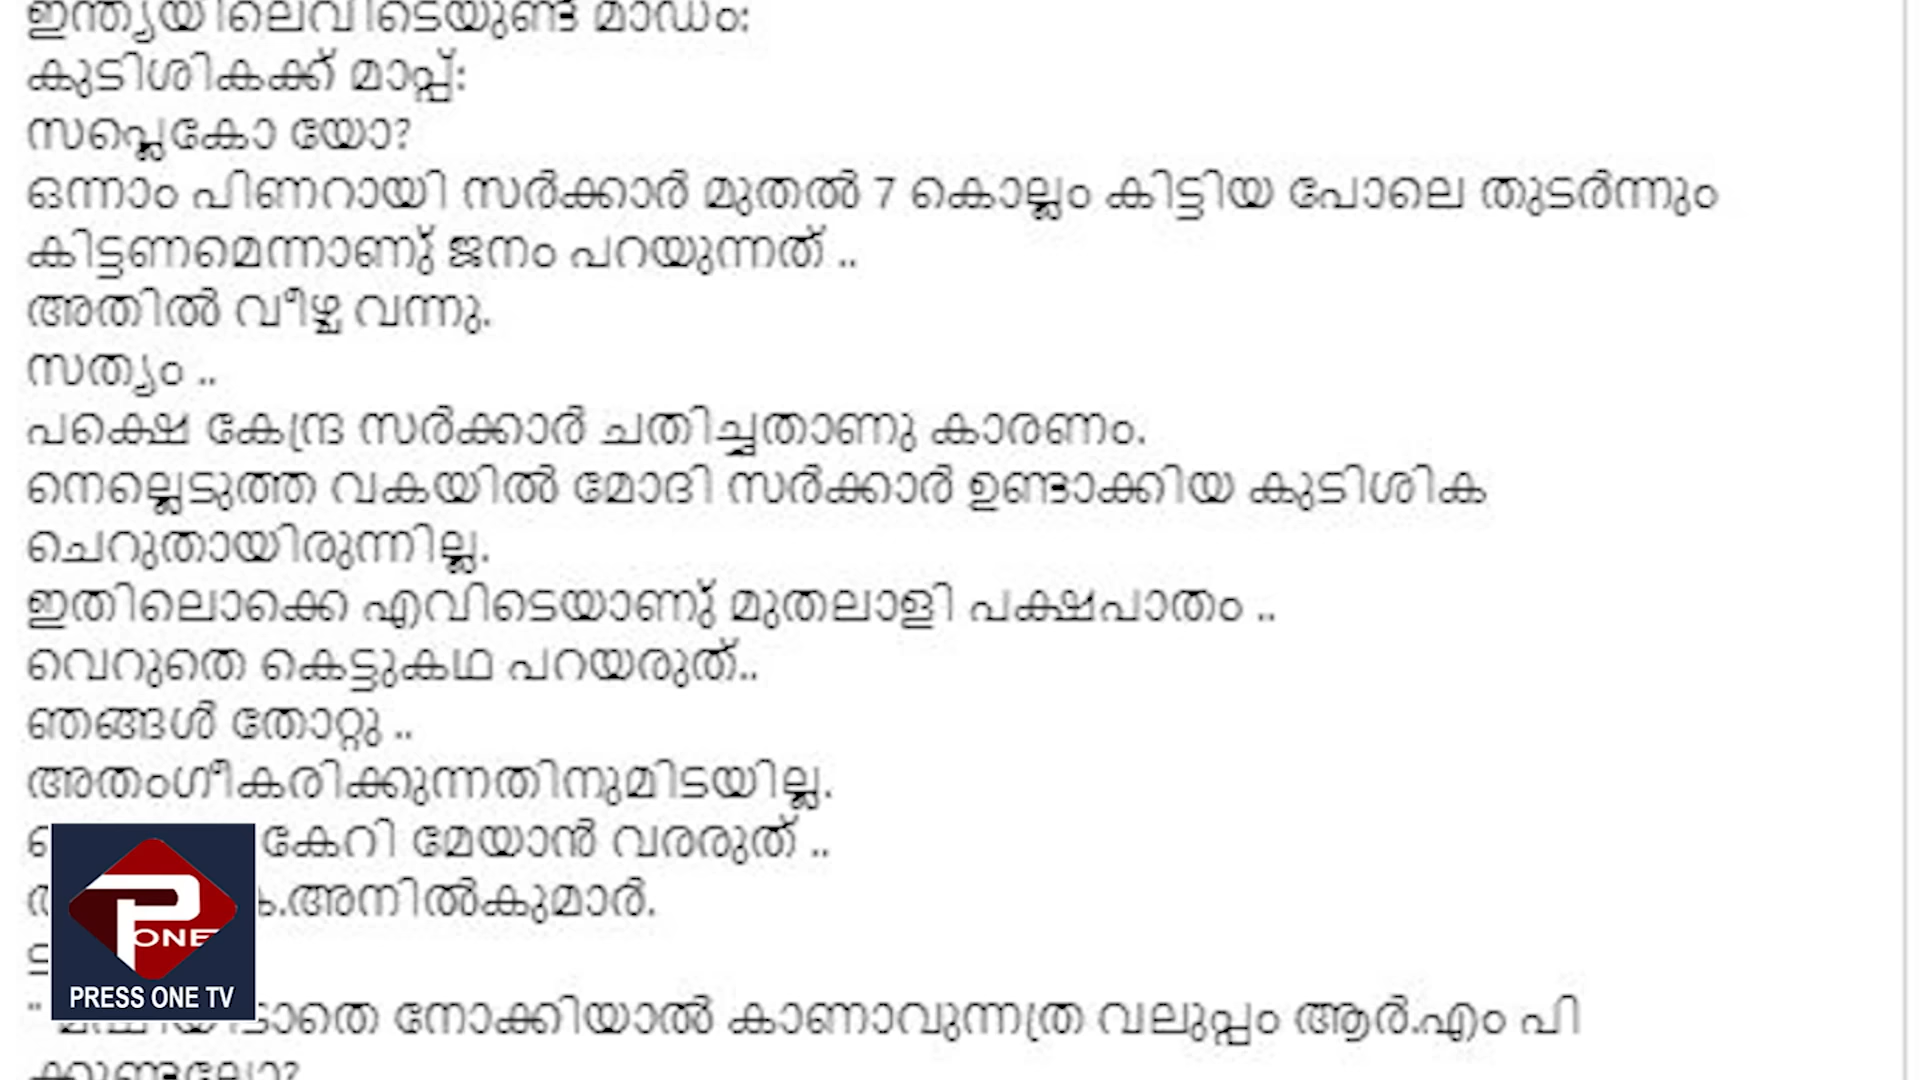 ഇന്ത്യയിലെവിടെയുണ്ട് മാഡം:
കുടിശികക്ക് മാപ്പ്:
സപ്ലൈകോ യോ?
ഒന്നാം പിണറായി സർക്കാർ മുതൽ 7 കൊല്ലം കിട്ടിയ പോലെ തുടർന്നും
കിട്ടണമെന്നാണു് ജനം പറയുന്നത് ..
അതിൽ വീഴ്ച വന്നു.
സത്യം ..
പക്ഷെ കേന്ദ്ര സർക്കാർ ചതിച്ചതാണു കാരണം.
നെല്ലെടുത്ത വകയിൽ മോദി സർക്കാർ ഉണ്ടാക്കിയ കുടിശിക
ചെറുതായിരുന്നില്ല.
ഇതിലൊക്കെ എവിടെയാണു് മുതലാളി പക്ഷപാതം ..
വെറുതെ കെട്ടുകഥ പറയരുത്..
ഞങ്ങൾ തോറ്റു ..
അതംഗീകരിക്കുന്നതിനുമിടയില്ല.
കേറി മേയാൻ വരരുത് ..
ക.അനിൽകുമാർ.
P ONE
PRESS ONE TV
നോക്കിയാൽ കാണാവുന്നത്ര വലുപ്പം ആർ.എം പി
ക്കുണ്ടല്ലോ?